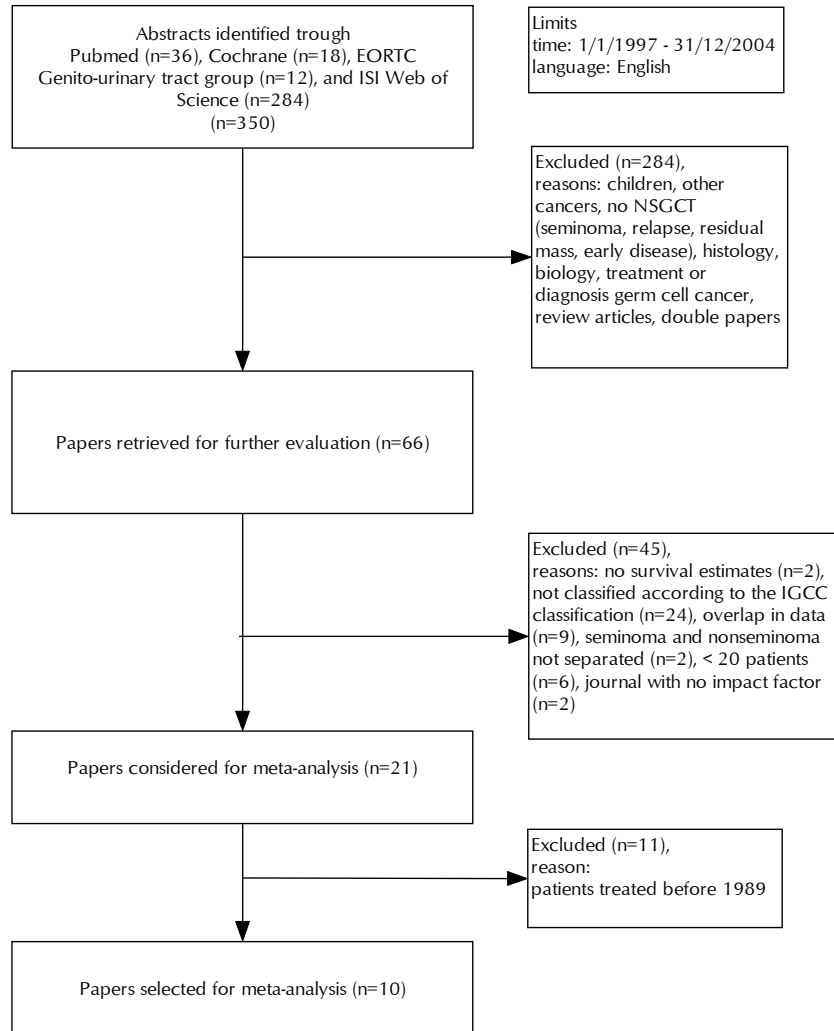 Abstracts identified trough
Pubmed (n=36), Cochrane (n=18), EORTC
Genito-urinary tract group (n=12), and ISI Web of
Science (n=284)
(n=350)
Limits
time: 1/1/1997 - 31/12/2004
language: English
Excluded (n=284),
reasons: children, other
cancers, no NSGCT
(seminoma, relapse, residual
mass, early disease), histology,
biology, treatment or
diagnosis germ cell cancer,
review articles, double papers
Papers retrieved for further evaluation (n=66)
Excluded (n=45),
reasons: no survival estimates (n=2),
not classified according to the IGCC
classification (n=24), overlap in data
(n=9), seminoma and nonseminoma
not separated (n=2), < 20 patients
(n=6), journal with no impact factor
(n=2)
Papers considered for meta-analysis (n=21)
Excluded (n=11),
reason:
patients treated before 1989
Papers selected for meta-analysis (n=10)